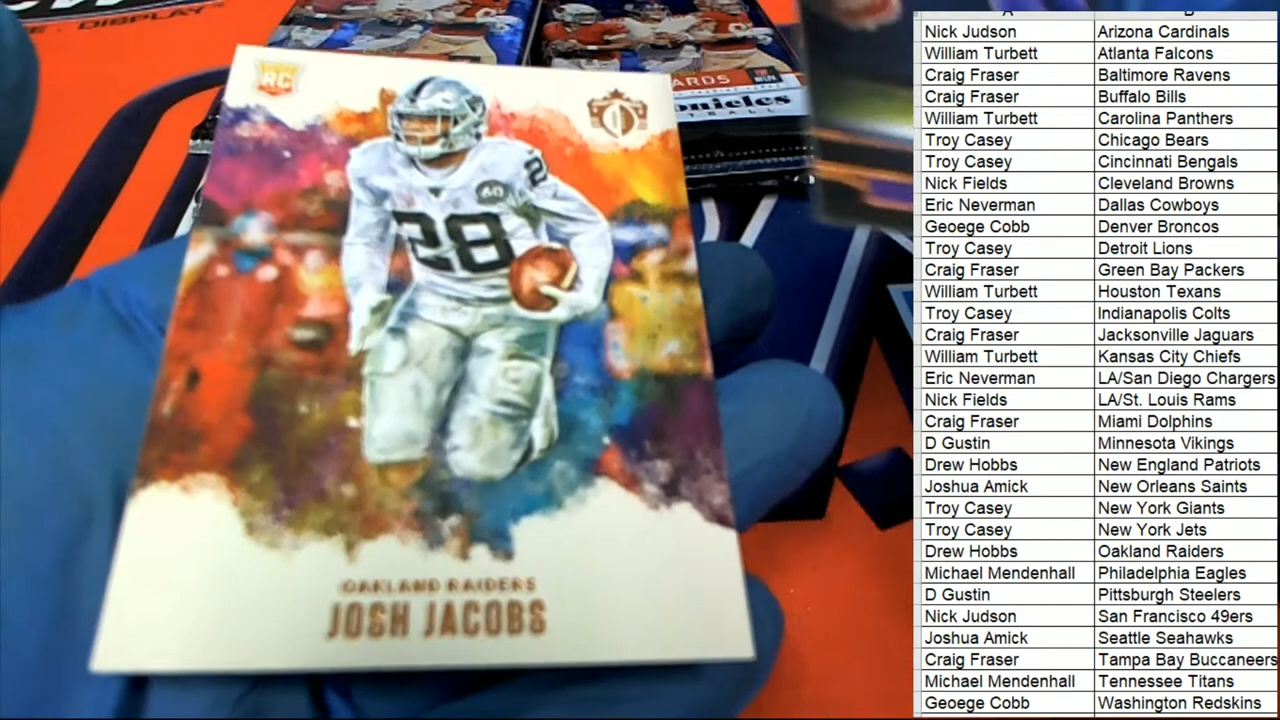 DISPLAY
RC
28
28
60
OAKLAND RAIDERS
JOSH JACOBS
A B
Nick Judson Arizona Cardinals
William Turbett Atlanta Falcons
Craig Fraser Baltimore Ravens
Craig Fraser Buffalo Bills
William Turbett Carolina Panthers
Troy Casey Chicago Bears
Troy Casey Cincinnati Bengals
Nick Fields Cleveland Browns
Eric Neverman Dallas Cowboys
Geoege Cobb Denver Broncos
Troy Casey Detroit Lions
Craig Fraser Green Bay Packers
William Turbett Houston Texans
Troy Casey Indianapolis Colts
Craig Fraser Jacksonville Jaguars
William Turbett Kansas City Chiefs
Eric Neverman LA/San Diego Chargers
Nick Fields LA/St. Louis Rams
Craig Fraser Miami Dolphins
D Gustin Minnesota Vikings
Drew Hobbs New England Patriots
Joshua Amick New Orleans Saints
Troy Casey New York Giants
Troy Casey New York Jets
Drew Hobbs Oakland Raiders
Michael Mendenhall Philadelphia Eagles
D Gustin Pittsburgh Steelers
Nick Judson San Francisco 49ers
Joshua Amick Seattle Seahawks
Craig Fraser Tampa Bay Buccaneers
Michael Mendenhall Tennessee Titans
Geoege Cobb Washington Redskins